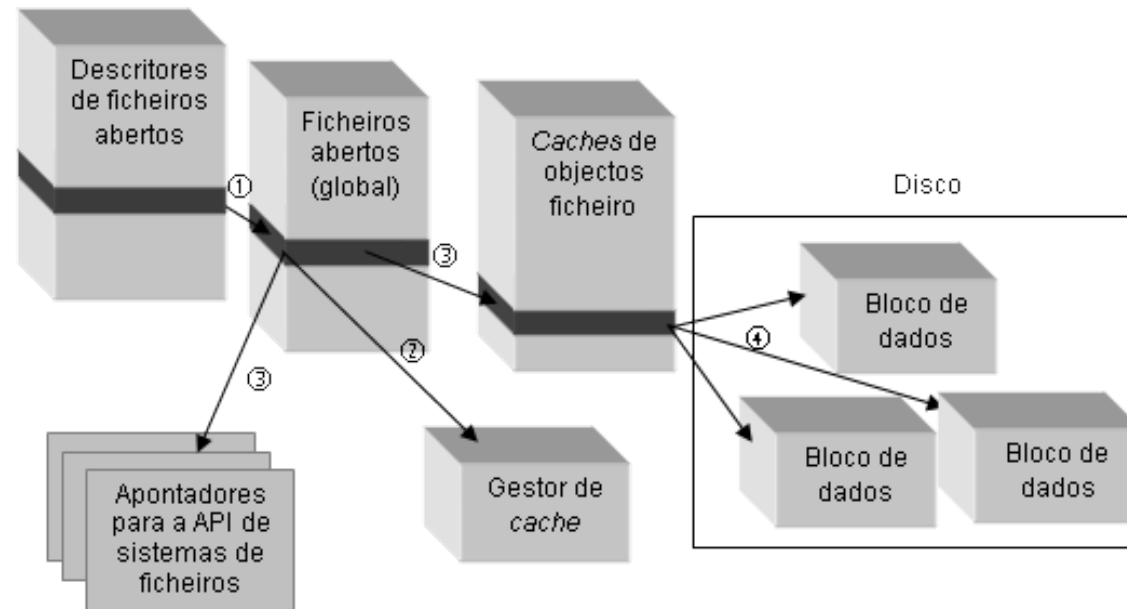 Descritores
de ficheiros
abertos
①
Ficheiros
abertos
(global)
③
Caches de
objectos
ficheiro
Disco
Bloco de
dados
④
Bloco de
dados
Bloco de
dados
②
③
Gestor de
cache
Apontadores
para a API de
sistemas de
ficheiros